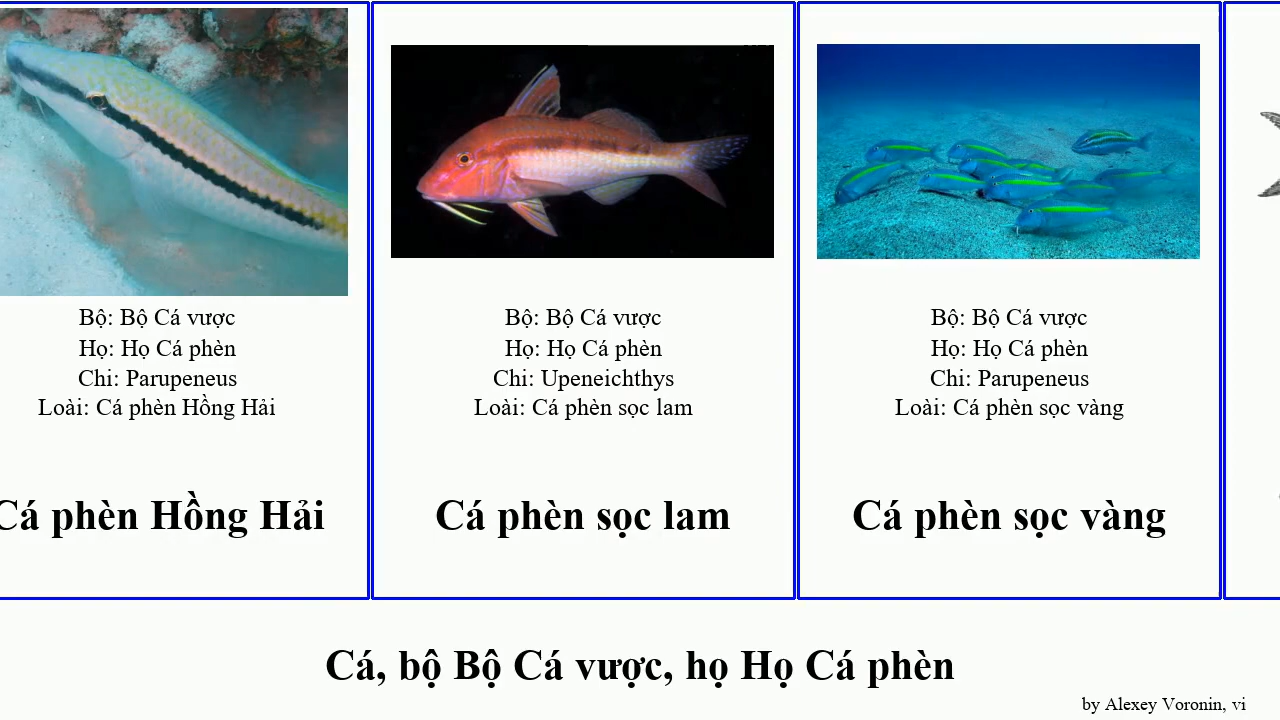 Bộ: Bộ Cá vược
Họ: Họ Cá phèn
Chi: Parupeneus
Loài: Cá phèn Hồng Hải
Cá phèn Hồng Hải
Bộ: Bộ Cá vược
Họ: Họ Cá phèn
Chi: Upeneichthys
Loài: Cá phèn sọc lam
Cá phèn sọc lam
Bộ: Bộ Cá vược
Họ: Họ Cá phèn
Chi: Parupeneus
Loài: Cá phèn sọc vàng
Cá phèn sọc vàng
Cá, bộ Bộ Cá vược, họ Họ Cá phèn
by Alexey Voronin, vi